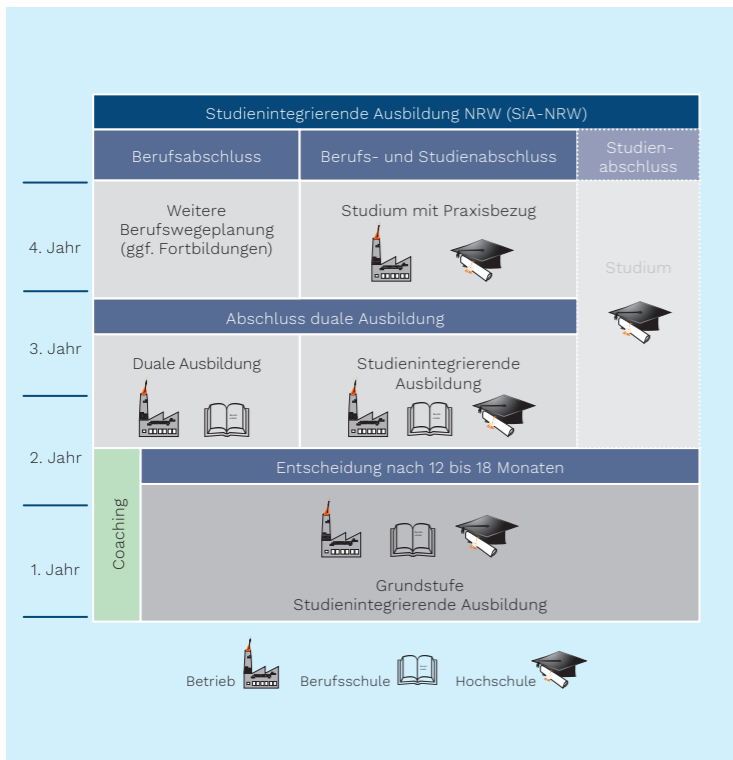 Studienintegrierende Ausbildung NRW (SiA-NRW)
Berufsabschluss
Berufs- und Studienabschluss
Studien-
abschluss
4. Jahr
Weitere
Berufswegeplanung
(ggf. Fortbildungen)
Studium mit Praxisbezug
Studium
Abschluss duale Ausbildung
3. Jahr
Duale Ausbildung
Studienintegrierende
Ausbildung
2. Jahr
Entscheidung nach 12 bis 18 Monaten
Coaching
1. Jahr
Grundstufe
Studienintegrierende Ausbildung
Betrieb
Berufsschule
Hochschule